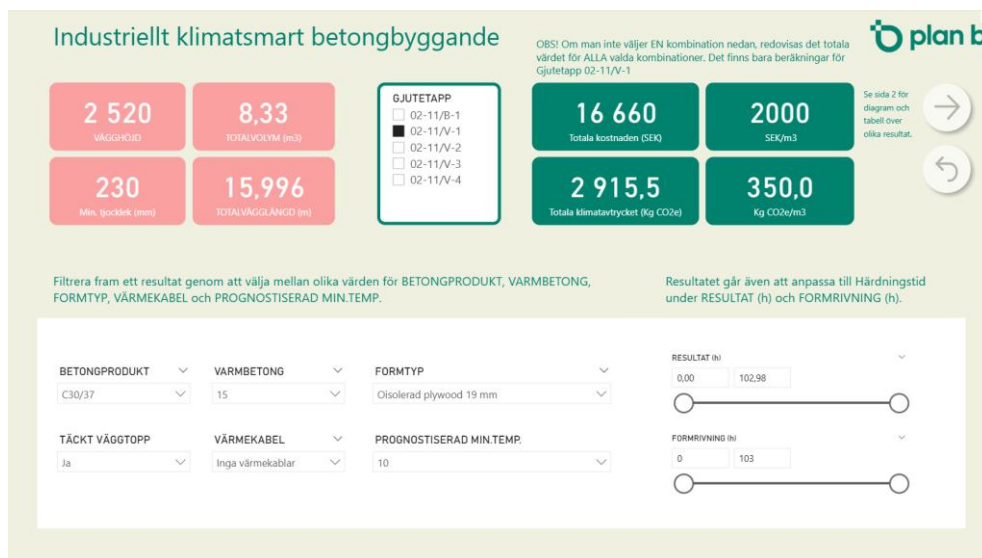 Industriellt klimatsmart betongbyggande
OBS! Om man inte väljer EN kombination nedan, redovisas det totala
värdet för ALLA valda kombinationer. Det finns bara beräkningar för
Gjutetapp 02-11/V-1
plan b
2 520
VÄGGHÖJD
8,33
TOTALVOLYM (m3)
230
Min. tjocklek (mm)
15,996
TOTALVÄGGLÄNGD (m)
GJUTETAPP
02-11/B-1
02-11/V-1
02-11/V-2
02-11/V-3
02-11/V-4
16 660
Totala kostnaden (SEK)
2000
SEK/m3
2 915,5
Totala klimatavtrycket (Kg CO2e)
350,0
Kg CO2e/m3
Se sida 2 för
diagram och
tabell över
olika resultat.
Filtrera fram ett resultat genom att välja mellan olika värden för BETONGPRODUKT, VARMBETONG,
FORMTYP, VÄRMEKABEL och PROGNOSTISERAD MIN.TEMP.
Resultatet går även att anpassa till Härdningstid
under RESULTAT (h) och FORMRIVNING (h).
BETONGPRODUKT
C30/37
VARMBETONG
15
FORMTYP
Oisolerad plywood 19 mm
RESULTAT (h)
0,00
102,98
TÄCKT VÄGGTOPP
Ja
VÄRMEKABEL
Inga värmekablar
PROGNOSTISERAD MIN.TEMP.
10
FORMRIVNING (h)
0
103